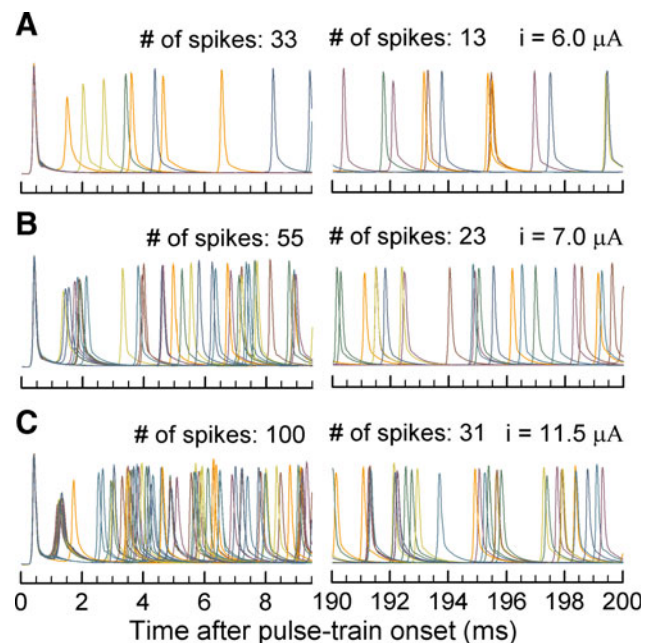 A
# of spikes: 33
# of spikes: 13
i = 6.0 µA
B
# of spikes: 55
# of spikes: 23
i = 7.0 µA
C
# of spikes: 100
# of spikes: 31
i = 11.5 µA
0 2 4 6 8 190 192 194 196 198 200
Time after pulse-train onset (ms)